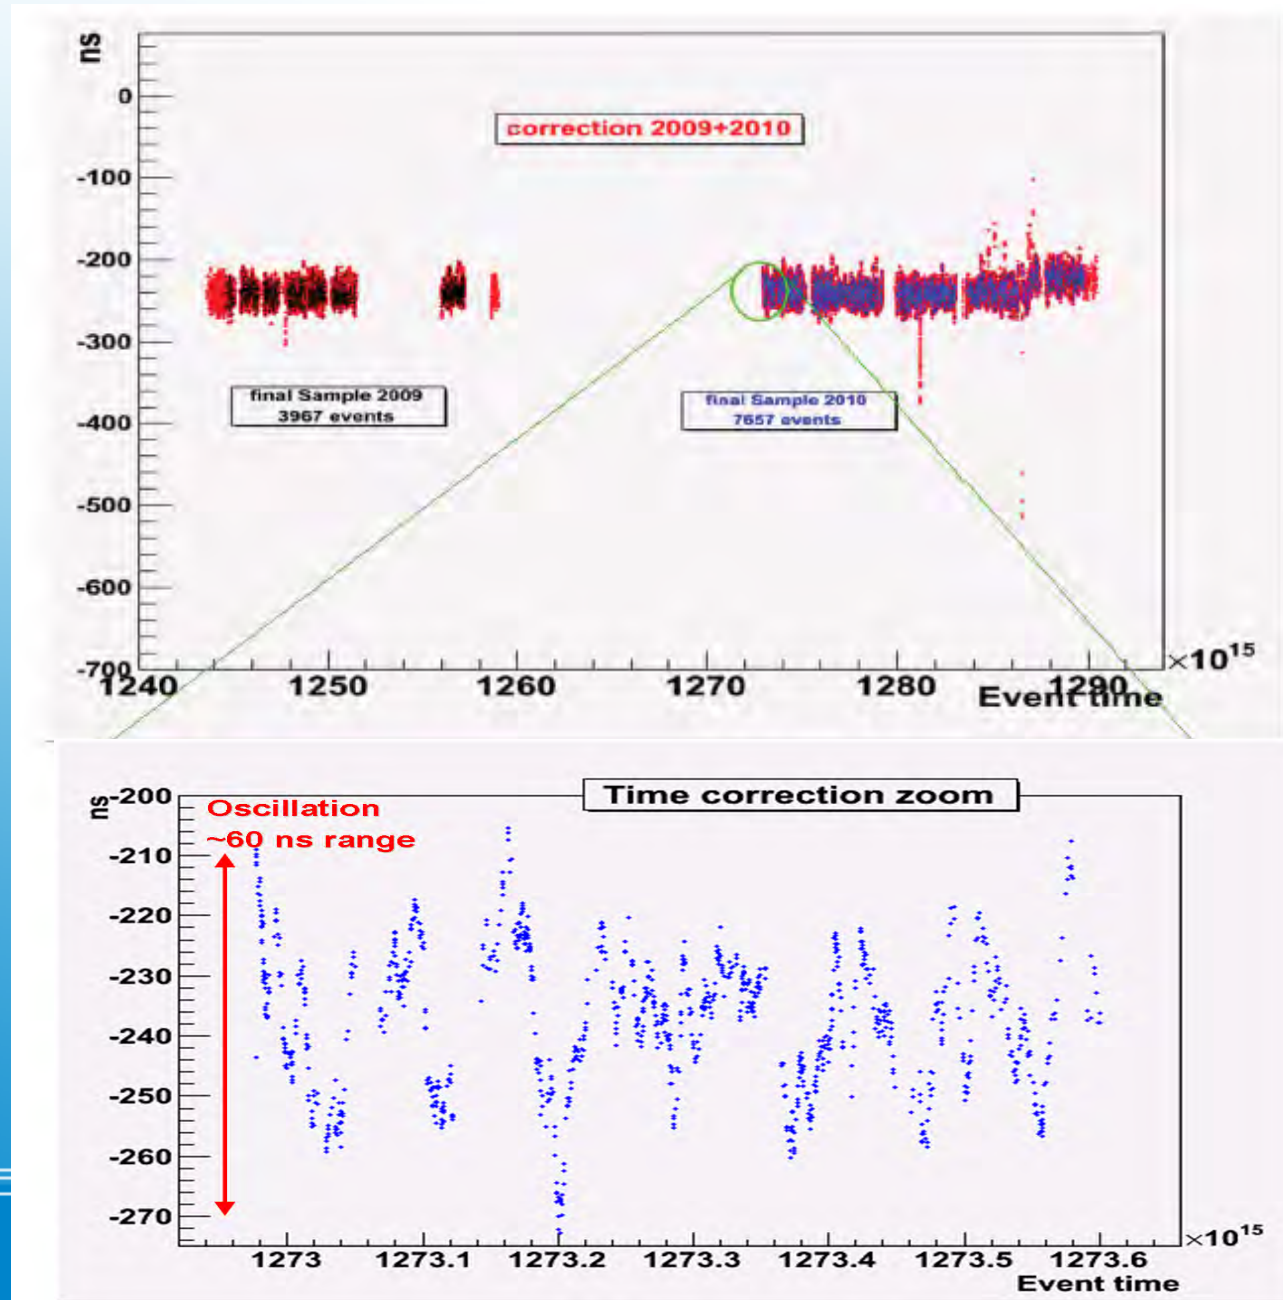 ns
0
-100
-200
-300
-400
-500
-600
-700
correction 2009+2010
final Sample 2009
3967 events
final Sample 2010
7657 events
1240 1250 1260 1270 1280 1290
×10¹⁵
Event time
ns
Time correction zoom
Oscillation
~60 ns range
-200
-210
-220
-230
-240
-250
-260
-270
1273 1273.1 1273.2 1273.3 1273.4 1273.5 1273.6
×10¹⁵
Event time